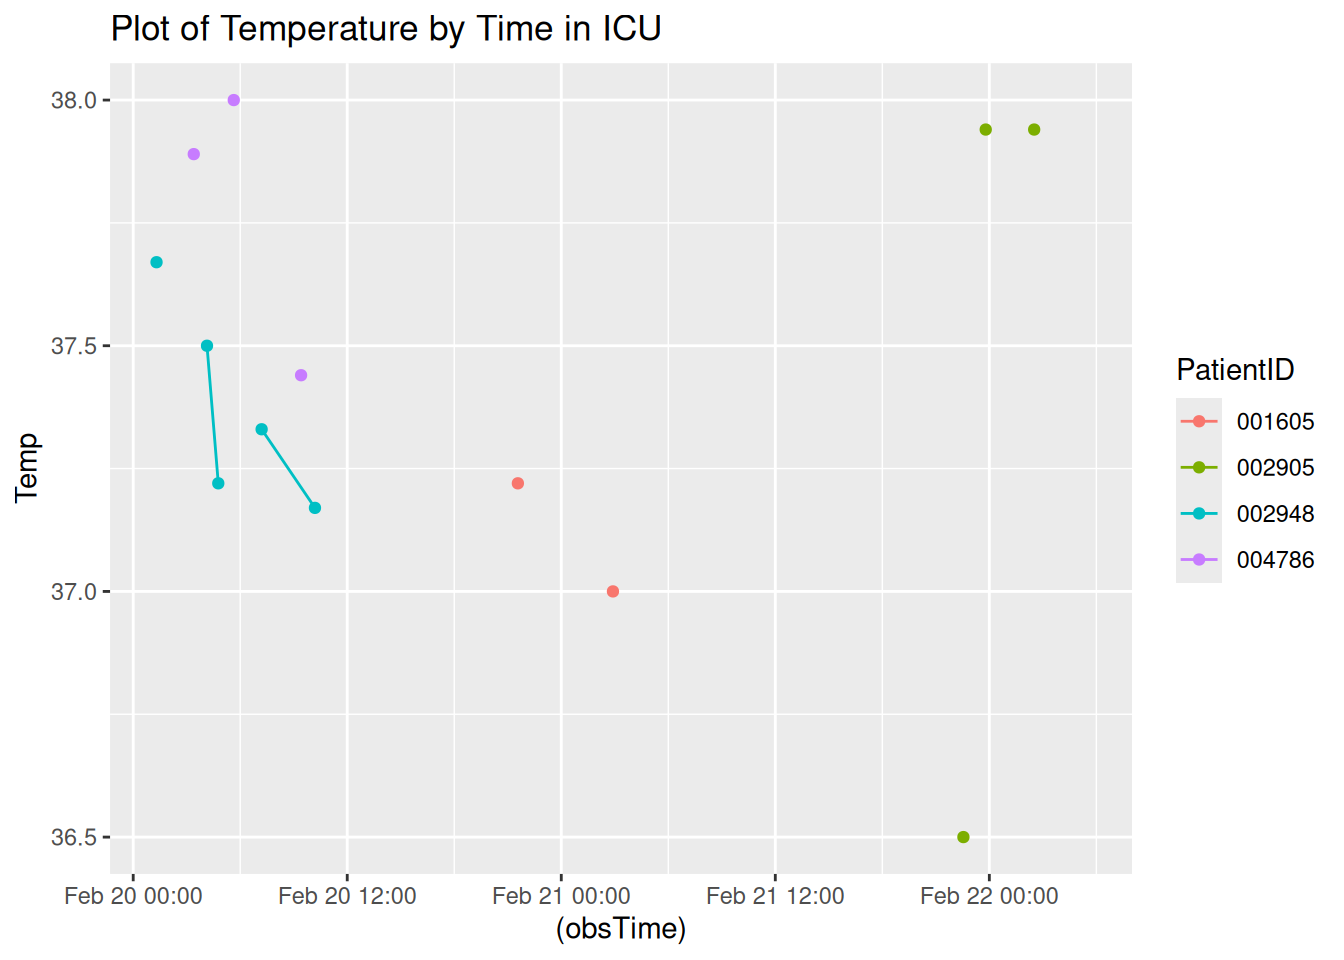 Plot of Temperature by Time in ICU
38.0
37.5
37.0
36.5
Temp
Feb 20 00:00
Feb 20 12:00
Feb 21 00:00
Feb 21 12:00
Feb 22 00:00
(obsTime)
PatientID
001605
002905
002948
004786